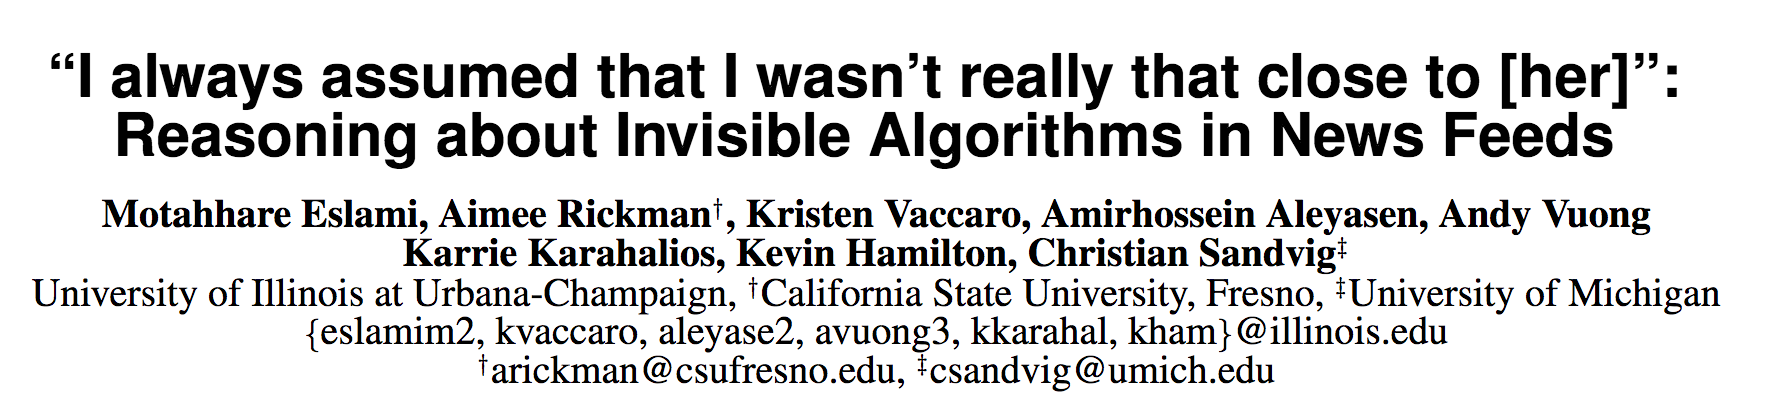 “I always assumed that I wasn’t really that close to [her]”:
Reasoning about Invisible Algorithms in News Feeds
Motahhare Eslami, Aimee Rickman†, Kristen Vaccaro, Amirhossein Aleyasen, Andy Vuong
Karrie Karahalios, Kevin Hamilton, Christian Sandvig‡
University of Illinois at Urbana-Champaign, †California State University, Fresno, ‡University of Michigan
{eslamim2, kvaccaro, aleyase2, avuong3, kkarahal, kham}@illinois.edu
†arickman@csufresno.edu, ‡csandvig@umich.edu